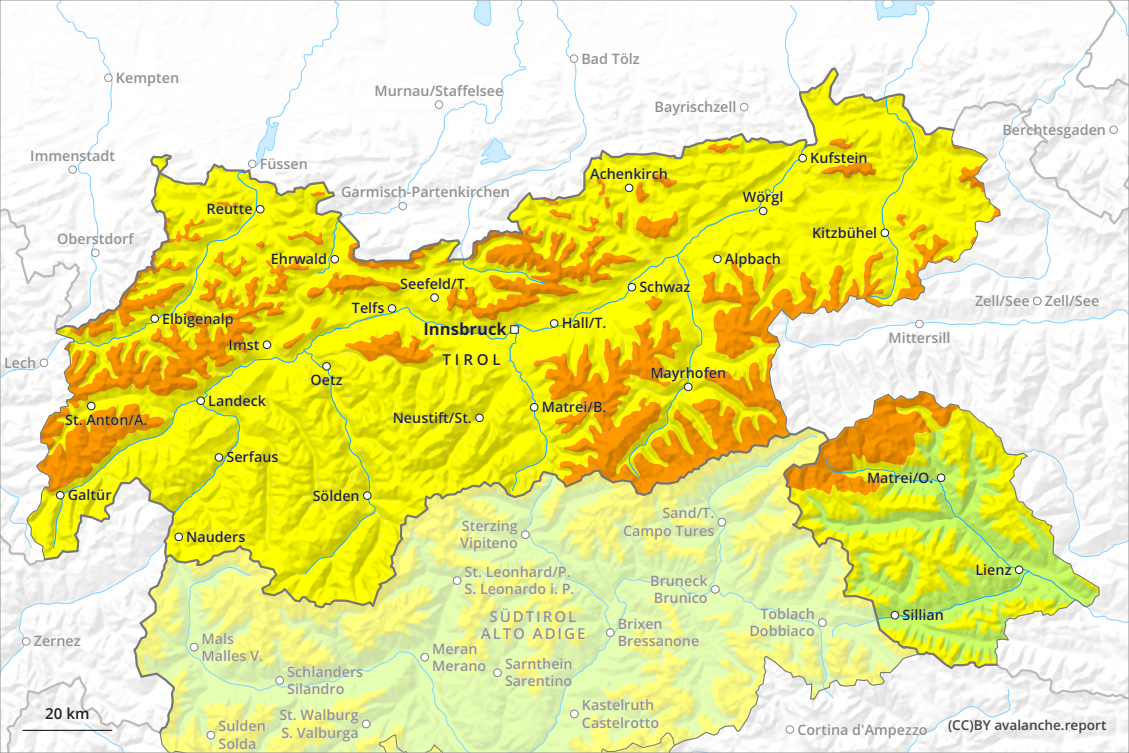 Kempten
Bad Tölz
Murnau/Staffelsee
Bayrischzell
Berchtesgaden
Immenstadt
Füssen
Kufstein
Achenkirch
Garmisch-Partenkirchen
Wörgl
Reutte
Oberstdorf
Kitzbühel
Ehrwald
Alpbach
Seefeld/T.
Schwaz
Zell/See
Zell/See
Telfs
Elbigenalp
Innsbruck
Hall/T.
Mittersill
Imst
TIROL
Lech
Oetz
Mayrhofen
Landeck
Matrei/B.
St. Anton/A.
Neustift/St.
Serfaus
Matrei/O.
Galtür
Sölden
Sand/T.
Campo Tures
Sterzing
Vipiteno
Nauders
St. Leonhard/P.
S. Leonardo i. P.
Lienz
Bruneck
Brunico
SÜDTIROL
ALTO ADIGE
Toblach
Dobbiaco
Sillian
Brixen
Bressanone
Zernez
Mals
Malles V.
Meran
Merano
Sarnthein
Sarentino
Schlanders
Silandro
Kastelruth
Castelrotto
St. Walburg
S. Valburga
20 km
Sulden
Solda
Cortina d'Ampezzo
(CC)BY avalanche.report